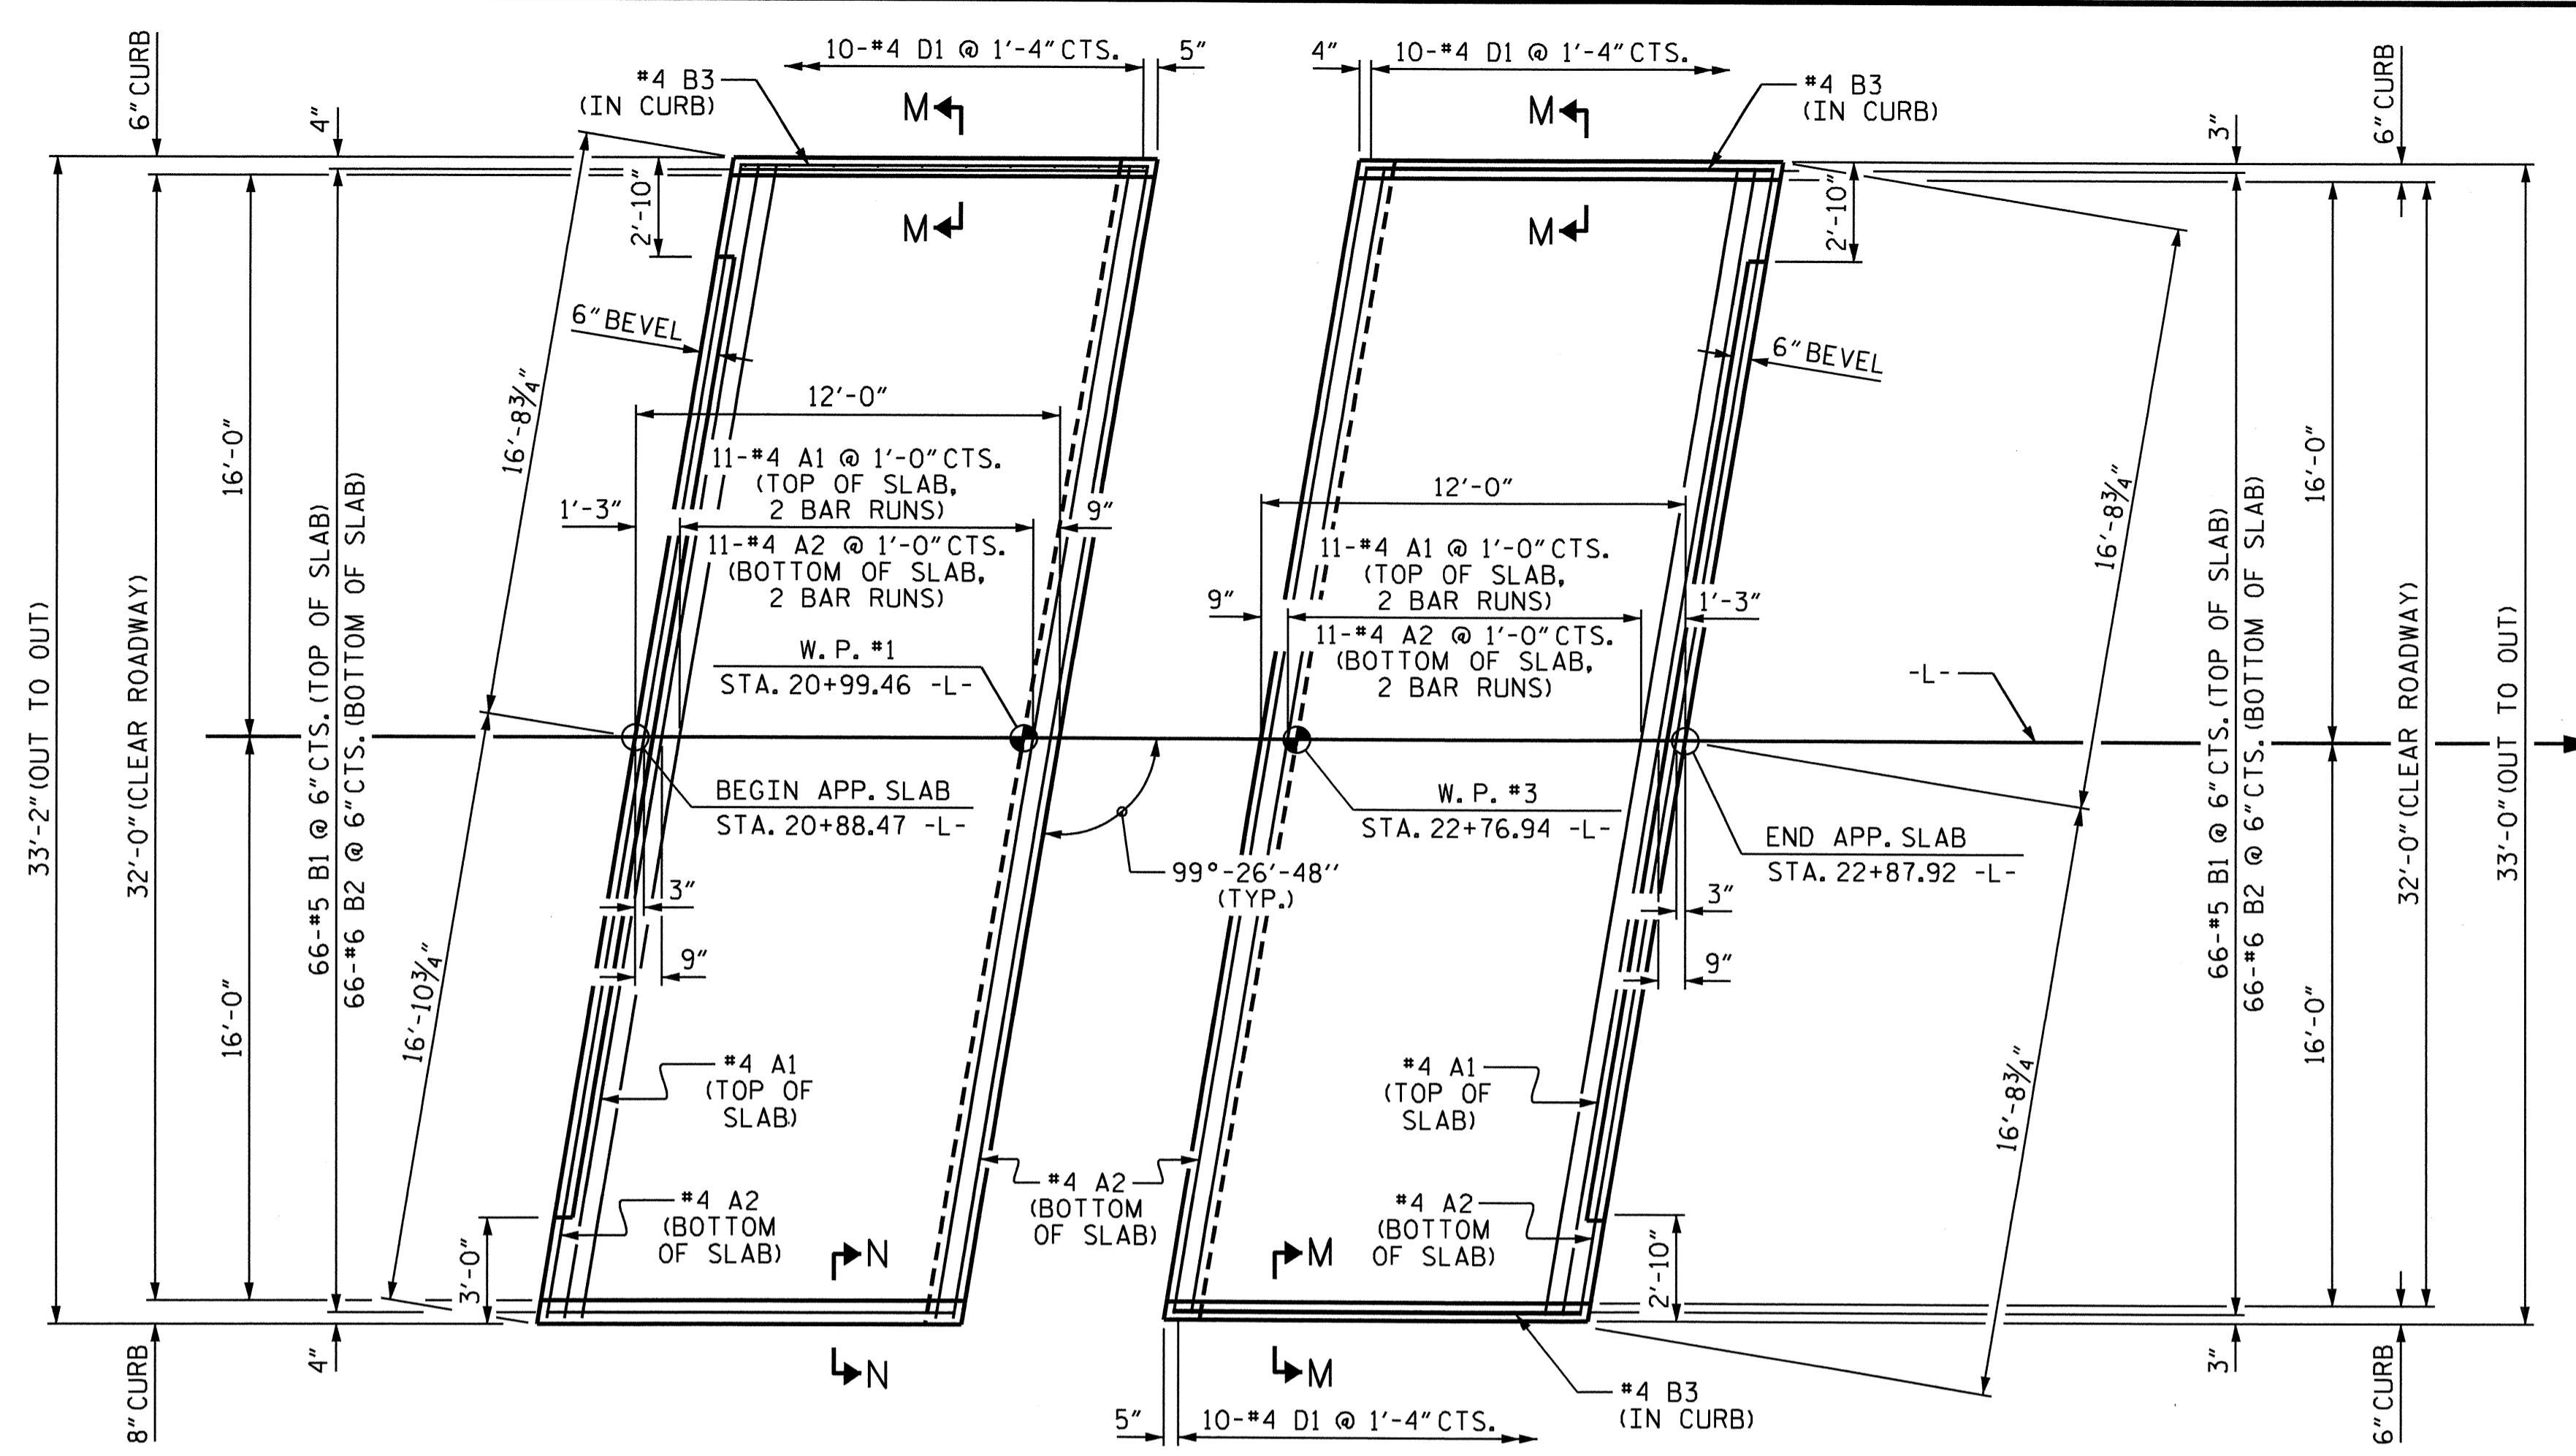 10-#4 D1 @ 1'-4" CTS.
5"
4"
10-#4 D1 @ 1'-4" CTS.
6" CURB
4"
#4 B3
(IN CURB)
M
M
#4 B3
(IN CURB)
3"
6" CURB
2'-10"
M
M
2'-10"
6" BEVEL
6" BEVEL
16'-8¾"
12'-0"
16'-0"
11-#4 A1 @ 1'-0" CTS.
(TOP OF SLAB,
2 BAR RUNS)
1'-3"
9"
11-#4 A2 @ 1'-0" CTS.
(BOTTOM OF SLAB,
2 BAR RUNS)
12'-0"
11-#4 A1 @ 1'-0" CTS.
(TOP OF SLAB,
2 BAR RUNS)
9"
1'-3"
11-#4 A2 @ 1'-0" CTS.
(BOTTOM OF SLAB,
2 BAR RUNS)
16'-8¾"
16'-0"
33'-2" (OUT TO OUT)
32'-0" (CLEAR ROADWAY)
66-#5 B1 @ 6" CTS. (TOP OF SLAB)
66-#6 B2 @ 6" CTS. (BOTTOM OF SLAB)
W. P. #1
STA. 20+99.46 -L-
-L-
66-#5 B1 @ 6" CTS. (TOP OF SLAB)
66-#6 B2 @ 6" CTS. (BOTTOM OF SLAB)
32'-0" (CLEAR ROADWAY)
33'-0" (OUT TO OUT)
BEGIN APP. SLAB
STA. 20+88.47 -L-
W. P. #3
STA. 22+76.94 -L-
END APP. SLAB
STA. 22+87.92 -L-
99°-26'-48''
(TYP.)
3"
3"
9"
9"
16'-0"
16'-10¾"
16'-0"
16'-8¾"
#4 A1
(TOP OF
SLAB)
#4 A1
(TOP OF
SLAB)
#4 A2
(BOTTOM
OF SLAB)
#4 A2
(BOTTOM
OF SLAB)
#4 A2
(BOTTOM
OF SLAB)
3'-0"
N
M
2'-10"
8" CURB
4"
N
M
#4 B3
(IN CURB)
3"
6" CURB
5"
10-#4 D1 @ 1'-4" CTS.